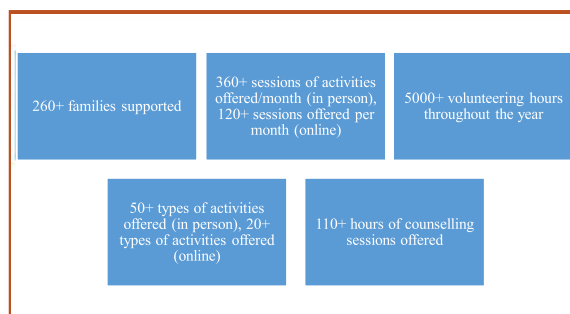 260+ families supported
360+ sessions of activities
offered/month (in person),
120+ sessions offered per
month (online)
5000+ volunteering hours
throughout the year
50+ types of activities
offered (in person), 20+
types of activities offered
(online)
110+ hours of counselling
sessions offered